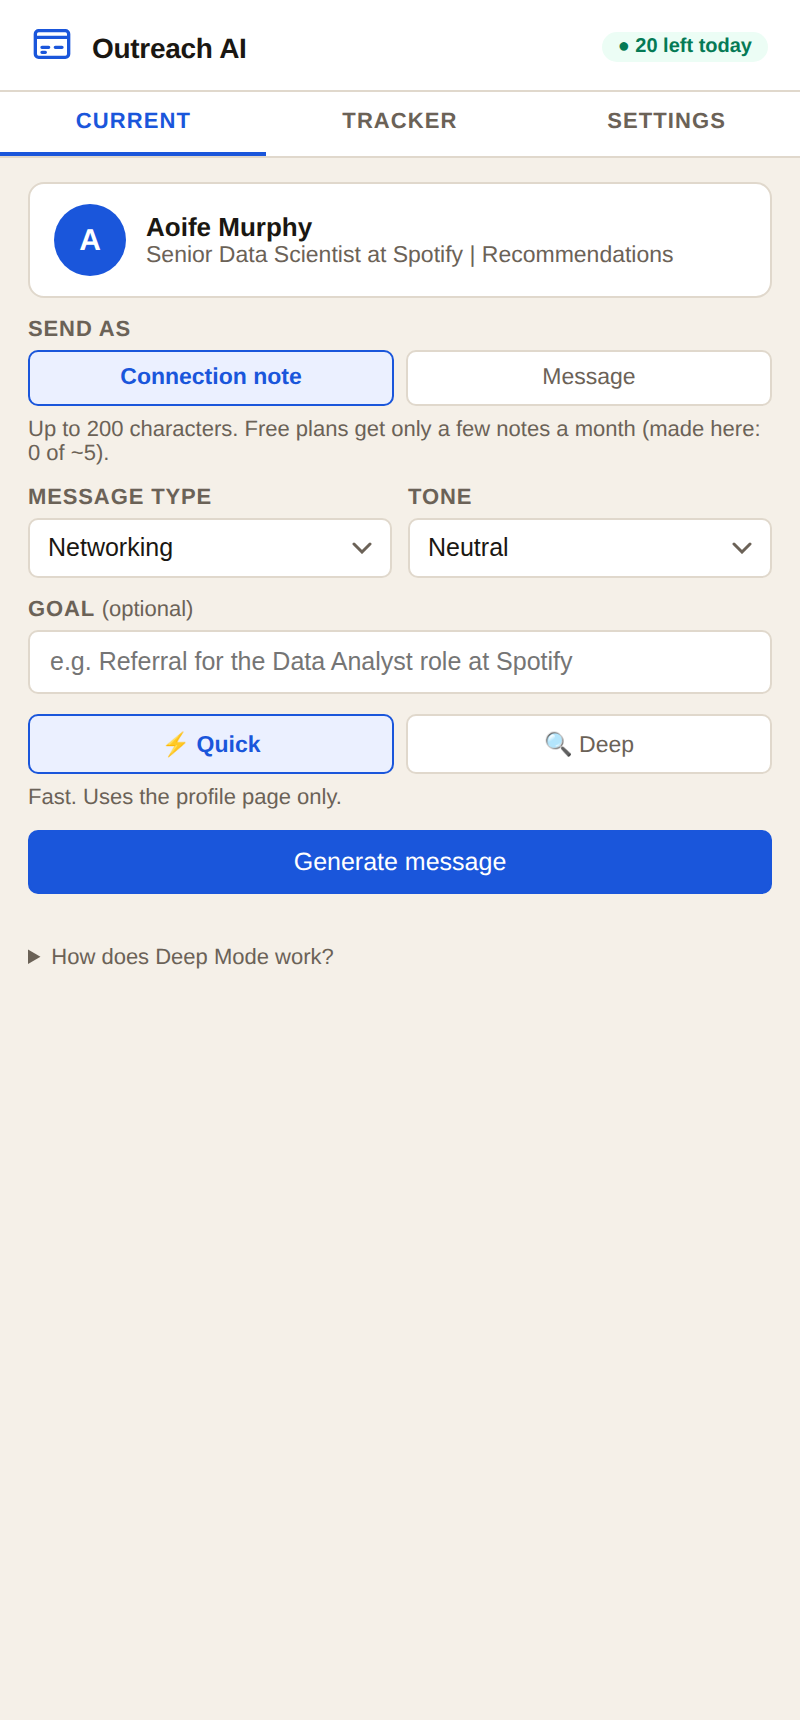 Outreach AI
● 20 left today
CURRENT
TRACKER
SETTINGS
A
Aoife Murphy
Senior Data Scientist at Spotify | Recommendations
SEND AS
Connection note
Message
Up to 200 characters. Free plans get only a few notes a month (made here:
0 of ~5).
MESSAGE TYPE
TONE
Networking
Neutral
GOAL (optional)
e.g. Referral for the Data Analyst role at Spotify
⚡ Quick
🔍 Deep
Fast. Uses the profile page only.
Generate message
▶ How does Deep Mode work?